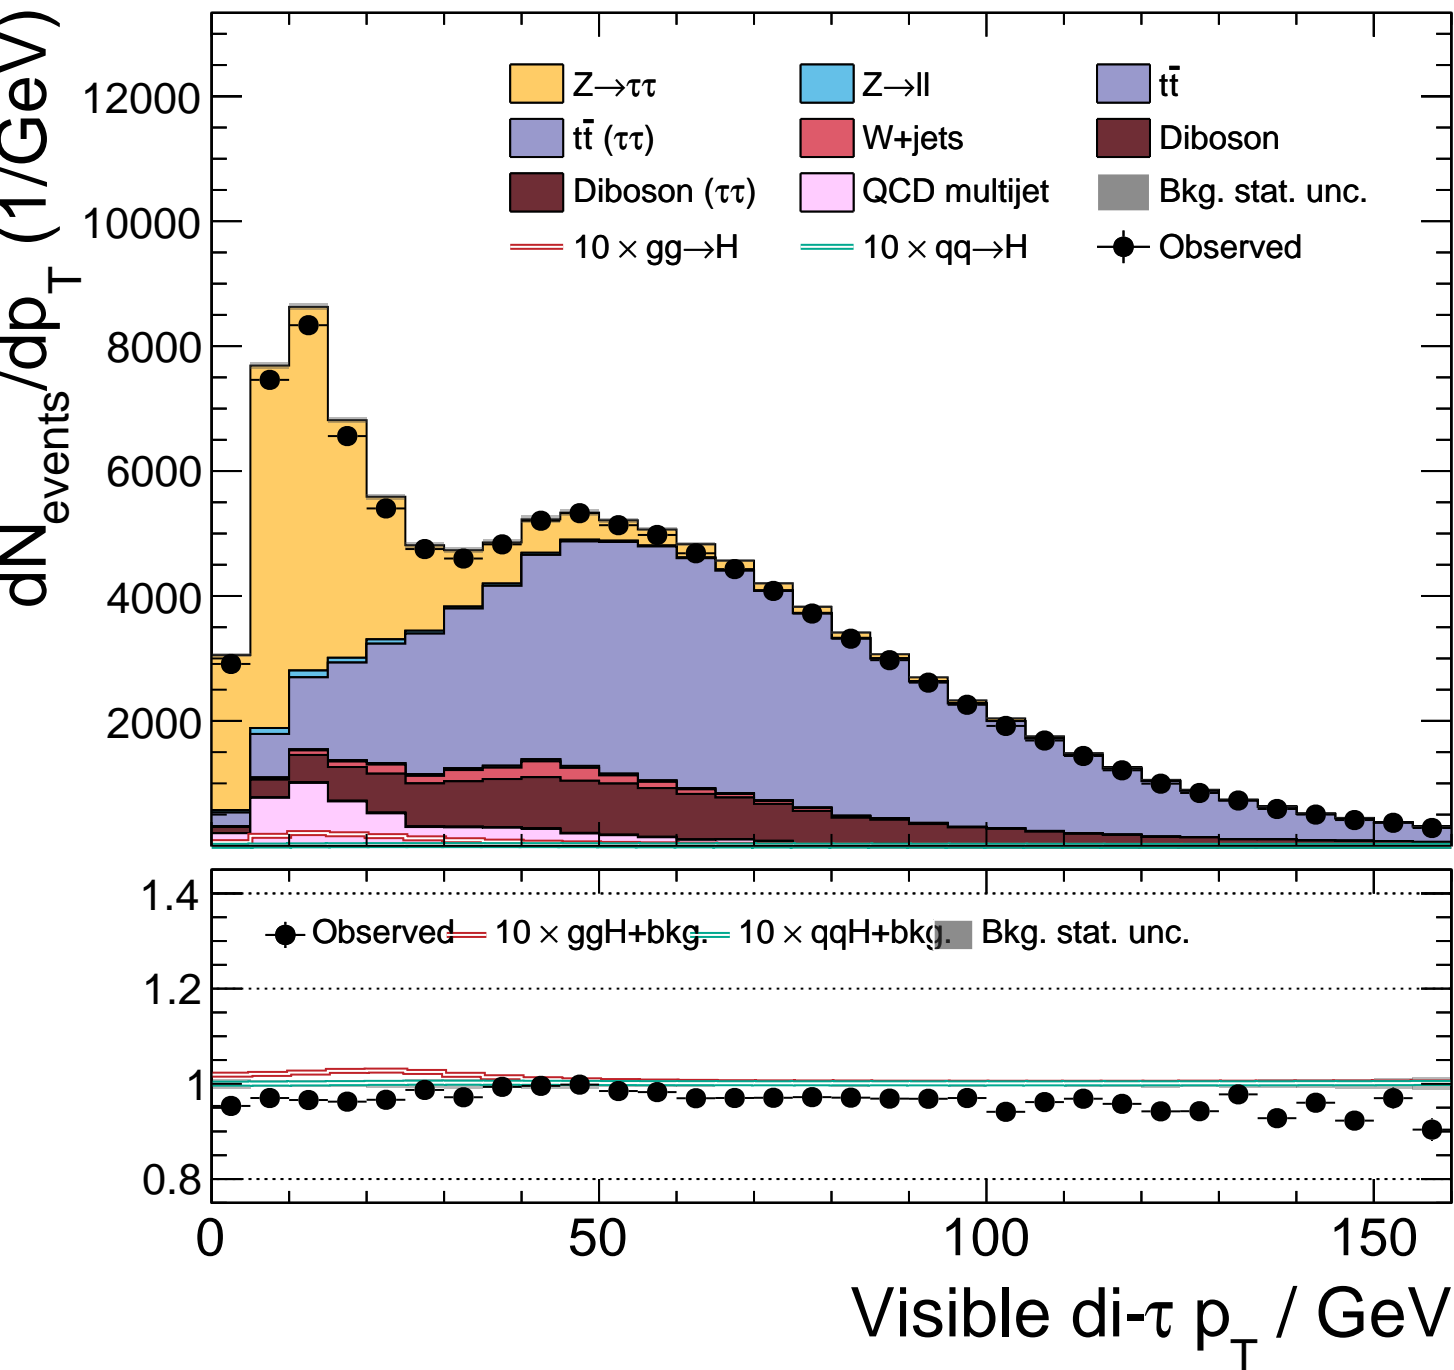 dN_events/dp_T (1/GeV)
12000
10000
8000
6000
4000
2000
Z→ττ Z→ll tt̄
tt̄ (ττ) W+jets Diboson
Diboson (ττ) QCD multijet Bkg. stat. unc.
10 × gg→H 10 × qq→H Observed
1.4
1.2
1
0.8
Observed 10 × ggH+bkg. 10 × qqH+bkg. Bkg. stat. unc.
0 50 100 150
Visible di-τ p_T / GeV